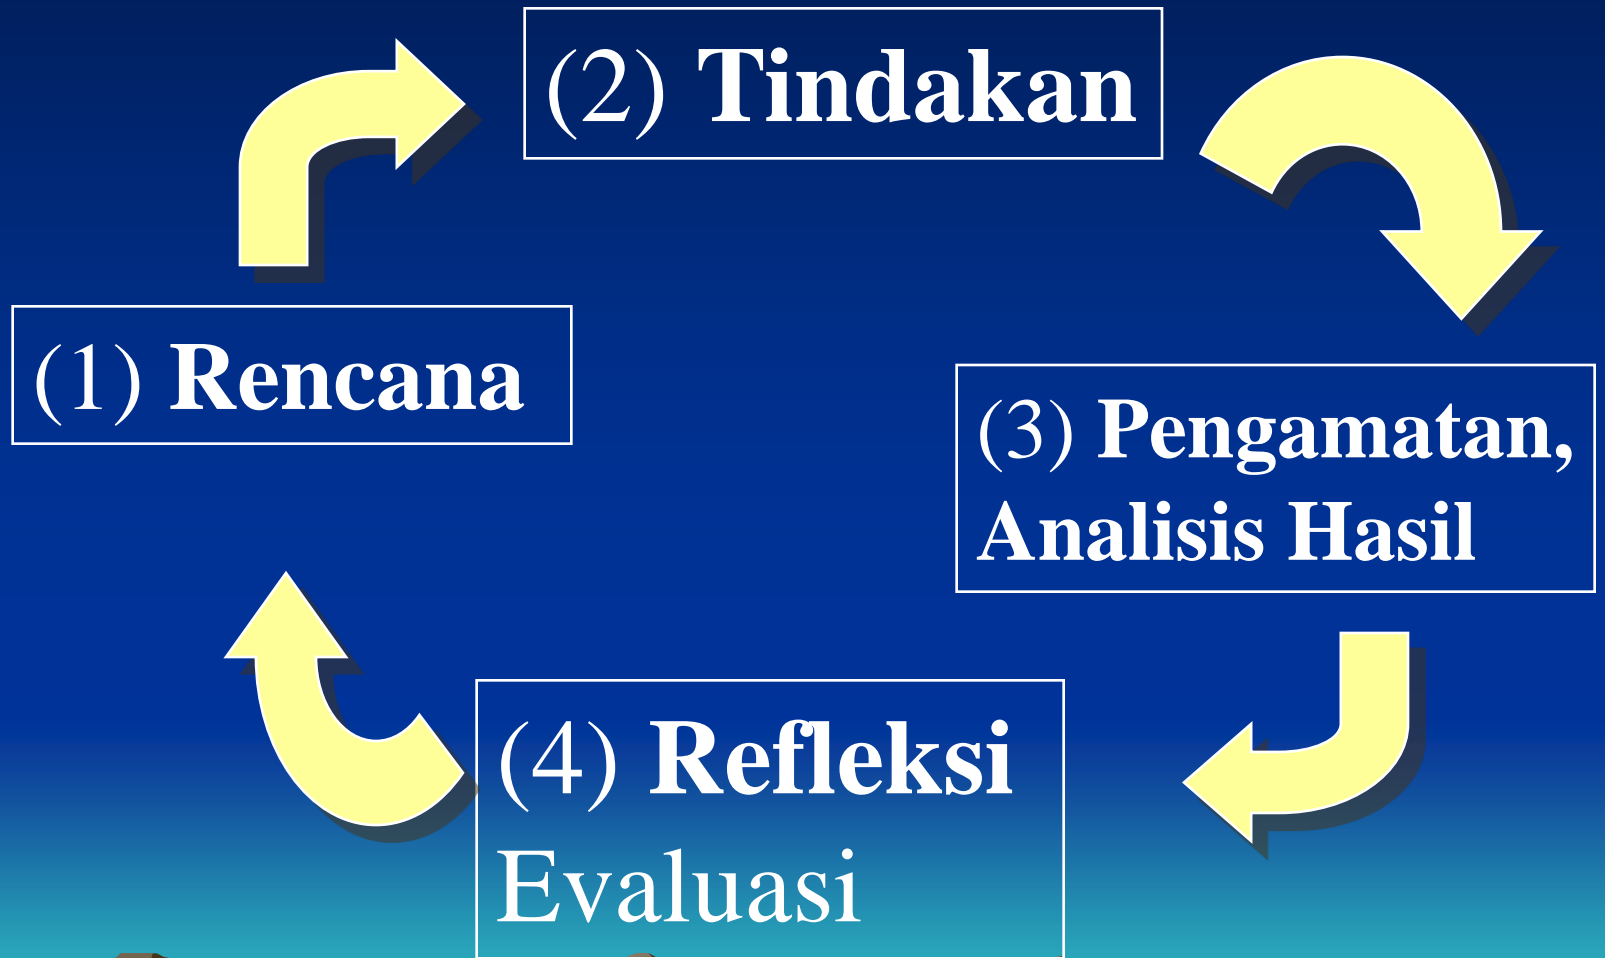 (1) Rencana
(2) Tindakan
(3) Pengamatan,
Analisis Hasil
(4) Refleksi
Evaluasi